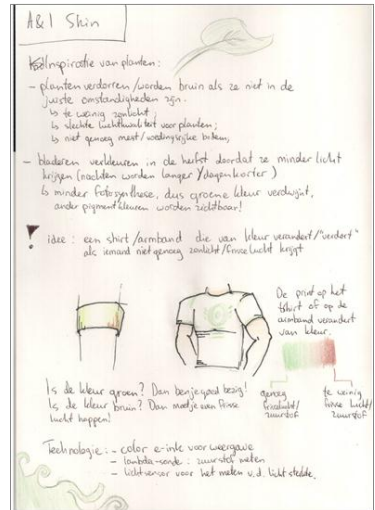 A&I Skin
Inspiratie van planten:
- planten verdorren/worden bruin als ze niet in de
juiste omstandigheden zijn.
↳ te weinig zonlicht
↳ slechte luchtkwaliteit voor planten;
↳ niet genoeg mest/voedingsrijke bodem;
- bladeren verkleuren in de herfst doordat ze minder licht
krijgen (nachten worden langer / dagen korter)
↳ minder fotosynthese, dus groene kleur verdwijnt,
ander pigmentkleuren worden zichtbaar!
! idee: een shirt/armband die van kleur verandert/"verdort"
als iemand niet genoeg zonlicht/frisse lucht krijgt
De print op het
tshirt of op de
armband verandert
van kleur.
genoeg
frisse lucht/
zuurstof
te weinig
frisse lucht/
zuurstof
Is de kleur groen? Dan ben je goed bezig!
Is de kleur bruin? Dan moet je even frisse
lucht happen!
Technologie: - color e-ink voor weergave
- lambda-sonde: zuurstof meten
- lichtsensor voor het meten v.d. lichtsterkte.